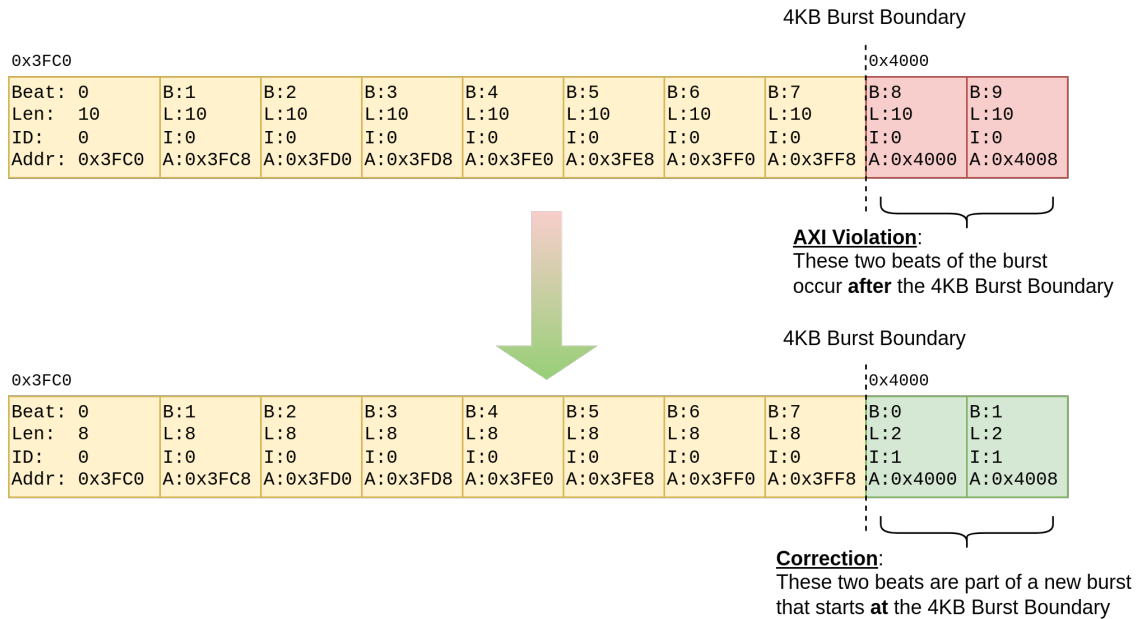 4KB Burst Boundary
0x3FC0 0x4000
Beat: 0 B:1 B:2 B:3 B:4 B:5 B:6 B:7 B:8 B:9
Len: 10 L:10 L:10 L:10 L:10 L:10 L:10 L:10 L:10 L:10
ID: 0 I:0 I:0 I:0 I:0 I:0 I:0 I:0 I:0 I:0
Addr: 0x3FC0 A:0x3FC8 A:0x3FD0 A:0x3FD8 A:0x3FE0 A:0x3FE8 A:0x3FF0 A:0x3FF8 A:0x4000 A:0x4008
AXI Violation:
These two beats of the burst
occur after the 4KB Burst Boundary
4KB Burst Boundary
0x3FC0 0x4000
Beat: 0 B:1 B:2 B:3 B:4 B:5 B:6 B:7 B:0 B:1
Len: 8 L:8 L:8 L:8 L:8 L:8 L:8 L:8 L:2 L:2
ID: 0 I:0 I:0 I:0 I:0 I:0 I:0 I:0 I:1 I:1
Addr: 0x3FC0 A:0x3FC8 A:0x3FD0 A:0x3FD8 A:0x3FE0 A:0x3FE8 A:0x3FF0 A:0x3FF8 A:0x4000 A:0x4008
Correction:
These two beats are part of a new burst
that starts at the 4KB Burst Boundary